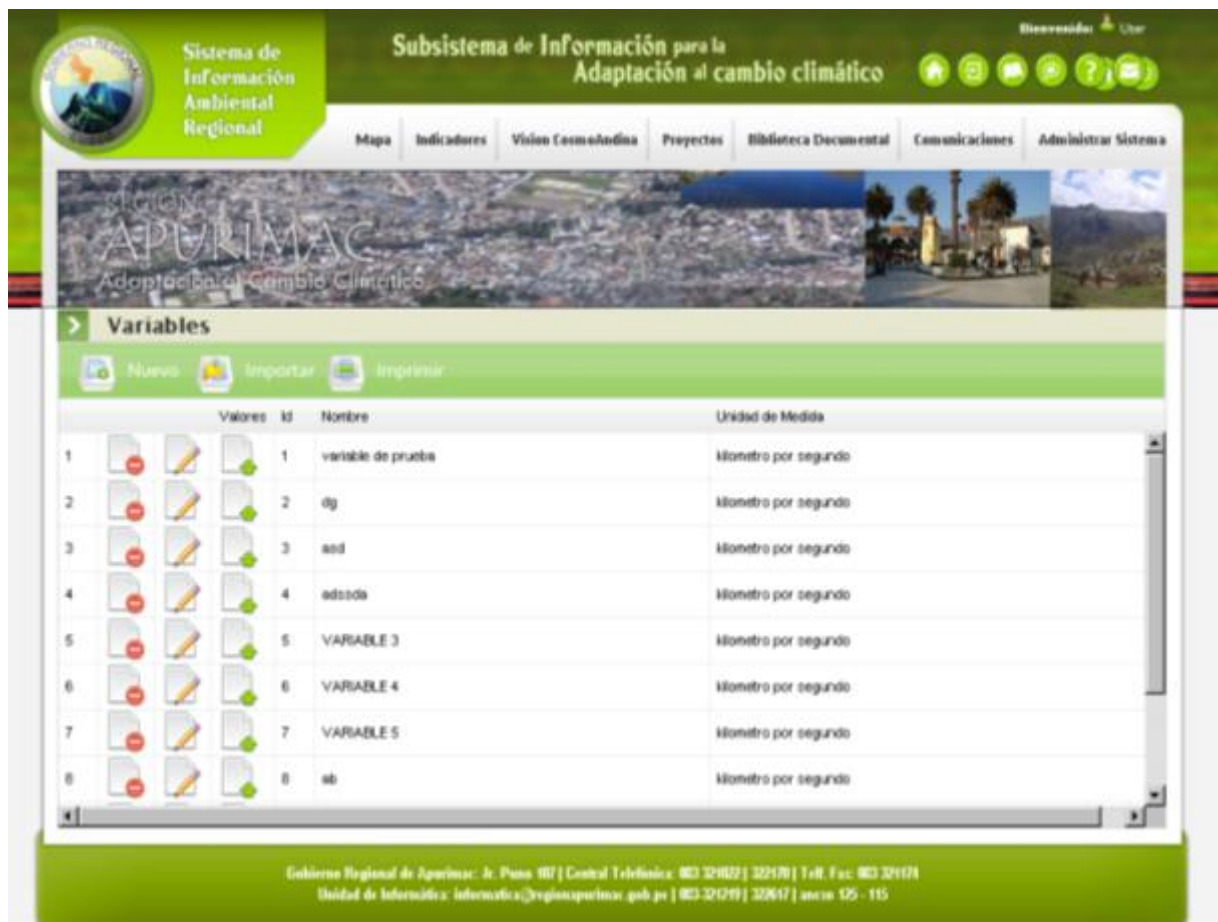 Bienvenido: User
Subsistema de Información para la
Adaptación al cambio climático
GOBIERNO REGIONAL
Sistema de
Información
Ambiental
Regional
Mapa Indicadores Vision CosmoAndina Proyectos Biblioteca Documental Comunicaciones Administrar Sistema
REGION
APURIMAC
Adaptación al Cambio Climático
Variables
Nuevo Importar Imprimir
Valores Id Nombre Unidad de Medida
1 1 variable de prueba kilometro por segundo
2 2 dg kilometro por segundo
3 3 asd kilometro por segundo
4 4 kilometro por segundo
5 5 VARIABLE 3 kilometro por segundo
6 6 VARIABLE 4 kilometro por segundo
7 7 VARIABLE 5 kilometro por segundo
8 8 kilometro por segundo
Gobierno Regional de Apurimac: Jr. Puno 107 | Central Telefónica: 083 321022 | 322170 | Telf. Fax: 083 321174
Unidad de Informática: informatica@regionapurimac.gob.pe | 083-321219 | 322617 | anexo 125 - 115